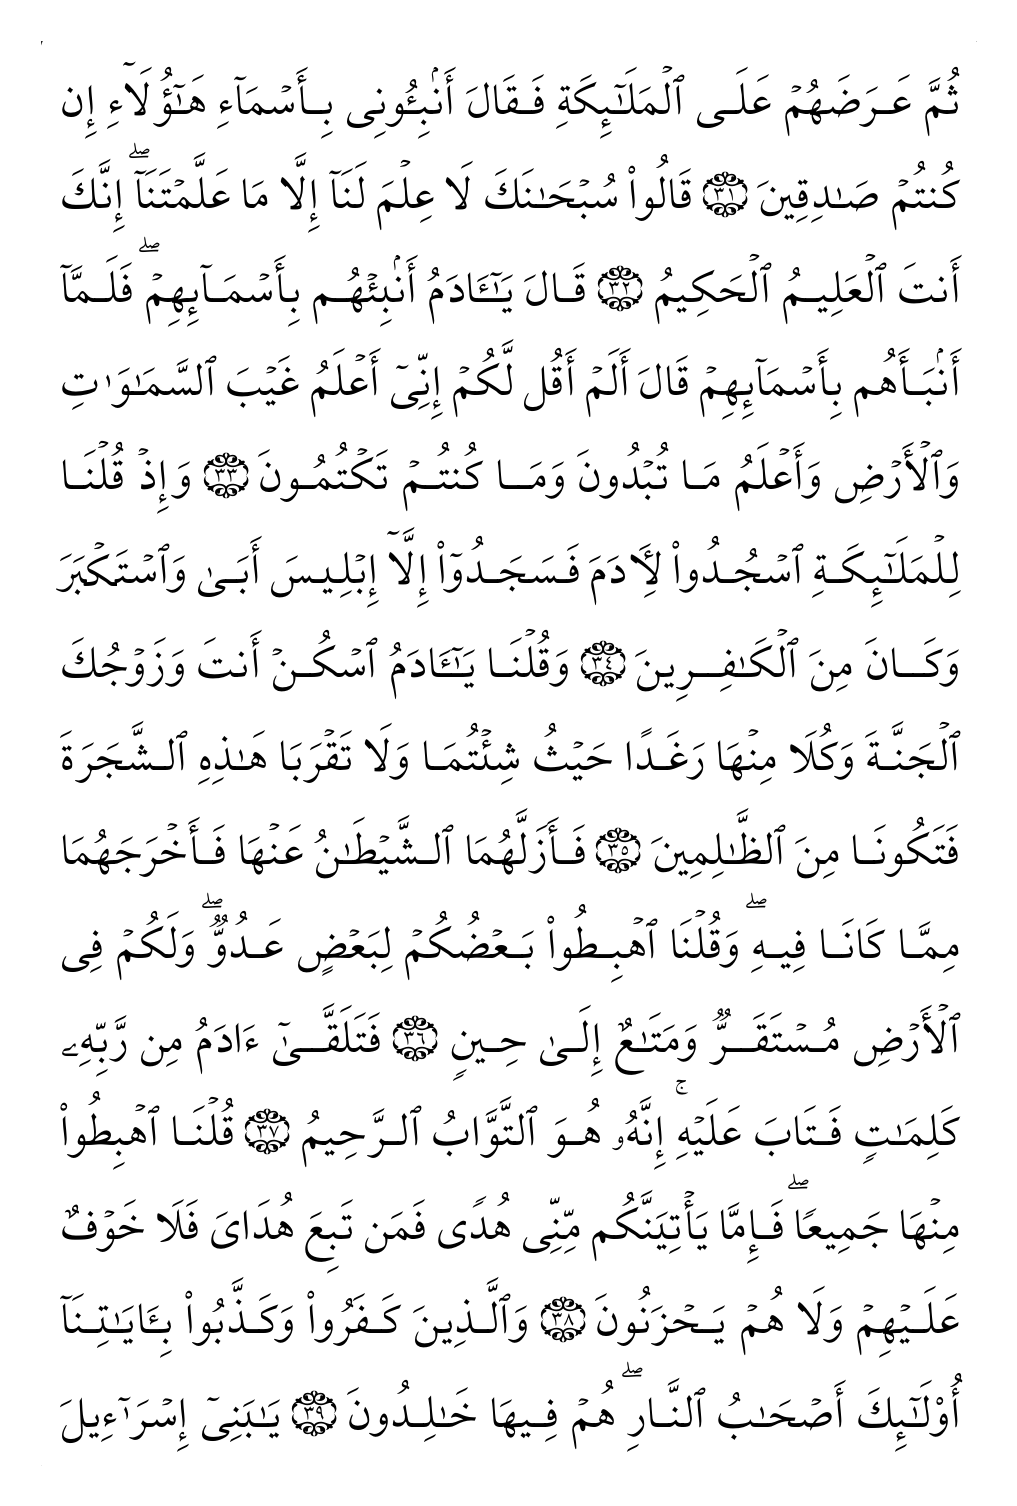 ثُمَّ عَرَضَهُمۡ عَلَى ٱلۡمَلَٰٓئِكَةِ فَقَالَ أَنۢبِـُٔونِى بِأَسۡمَآءِ هَٰٓؤُلَآءِ إِن
كُنتُمۡ صَٰدِقِينَ ٣١ قَالُواْ سُبۡحَٰنَكَ لَا عِلۡمَ لَنَآ إِلَّا مَا عَلَّمۡتَنَآۖ إِنَّكَ
أَنتَ ٱلۡعَلِيمُ ٱلۡحَكِيمُ ٣٢ قَالَ يَٰٓـَٔادَمُ أَنۢبِئۡهُم بِأَسۡمَآئِهِمۡۖ فَلَمَّآ
أَنۢبَأَهُم بِأَسۡمَآئِهِمۡ قَالَ أَلَمۡ أَقُل لَّكُمۡ إِنِّىٓ أَعۡلَمُ غَيۡبَ ٱلسَّمَٰوَٰتِ
وَٱلۡأَرۡضِ وَأَعۡلَمُ مَا تُبۡدُونَ وَمَا كُنتُمۡ تَكۡتُمُونَ ٣٣ وَإِذۡ قُلۡنَا
لِلۡمَلَٰٓئِكَةِ ٱسۡجُدُواْ لِأٓدَمَ فَسَجَدُوٓاْ إِلَّآ إِبۡلِيسَ أَبَىٰ وَٱسۡتَكۡبَرَ
وَكَانَ مِنَ ٱلۡكَٰفِرِينَ ٣٤ وَقُلۡنَا يَٰٓـَٔادَمُ ٱسۡكُنۡ أَنتَ وَزَوۡجُكَ
ٱلۡجَنَّةَ وَكُلَا مِنۡهَا رَغَدًا حَيۡثُ شِئۡتُمَا وَلَا تَقۡرَبَا هَٰذِهِ ٱلشَّجَرَةَ
فَتَكُونَا مِنَ ٱلظَّٰلِمِينَ ٣٥ فَأَزَلَّهُمَا ٱلشَّيۡطَٰنُ عَنۡهَا فَأَخۡرَجَهُمَا
مِمَّا كَانَا فِيهِۖ وَقُلۡنَا ٱهۡبِطُواْ بَعۡضُكُمۡ لِبَعۡضٍ عَدُوٌّۖ وَلَكُمۡ فِى
ٱلۡأَرۡضِ مُسۡتَقَرٌّ وَمَتَٰعٌ إِلَىٰ حِينٍ ٣٦ فَتَلَقَّىٰٓ ءَادَمُ مِن رَّبِّهِۦ
كَلِمَٰتٍ فَتَابَ عَلَيۡهِۚ إِنَّهُۥ هُوَ ٱلتَّوَّابُ ٱلرَّحِيمُ ٣٧ قُلۡنَا ٱهۡبِطُواْ
مِنۡهَا جَمِيعًاۖ فَإِمَّا يَأۡتِيَنَّكُم مِّنِّى هُدًى فَمَن تَبِعَ هُدَاىَ فَلَا خَوۡفٌ
عَلَيۡهِمۡ وَلَا هُمۡ يَحۡزَنُونَ ٣٨ وَٱلَّذِينَ كَفَرُواْ وَكَذَّبُواْ بِـَٔايَٰتِنَآ
أُوْلَٰٓئِكَ أَصۡحَٰبُ ٱلنَّارِۖ هُمۡ فِيهَا خَٰلِدُونَ ٣٩ يَٰبَنِىٓ إِسۡرَٰٓءِيلَ